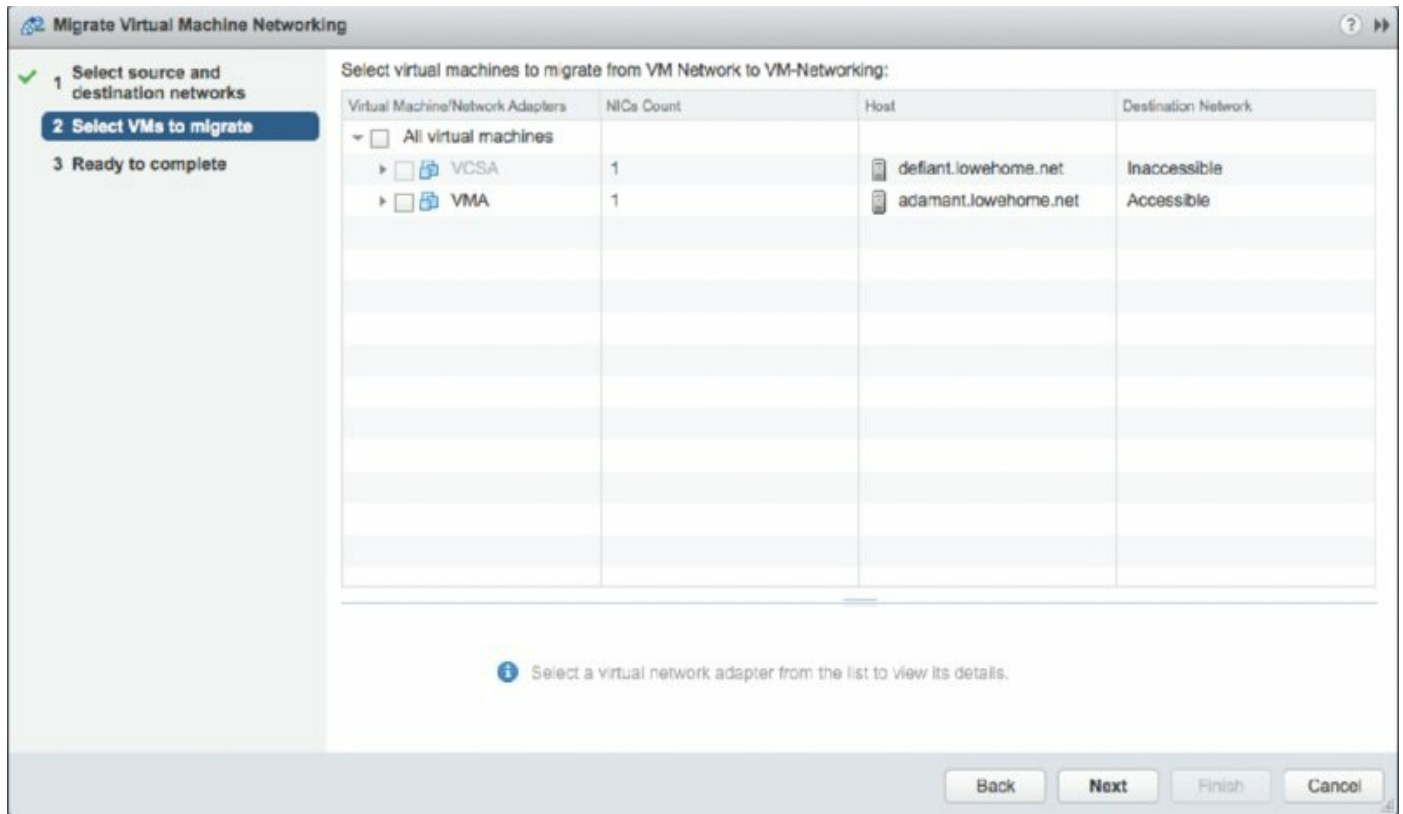 Migrate Virtual Machine Networking
?
1 Select source and
destination networks
2 Select VMs to migrate
3 Ready to complete
Select virtual machines to migrate from VM Network to VM-Networking:
Virtual Machine/Network Adapters NICs Count Host Destination Network
All virtual machines
VCSA 1 defiant.lowehome.net Inaccessible
VMA 1 adamant.lowehome.net Accessible
Select a virtual network adapter from the list to view its details.
Back Next Finish Cancel